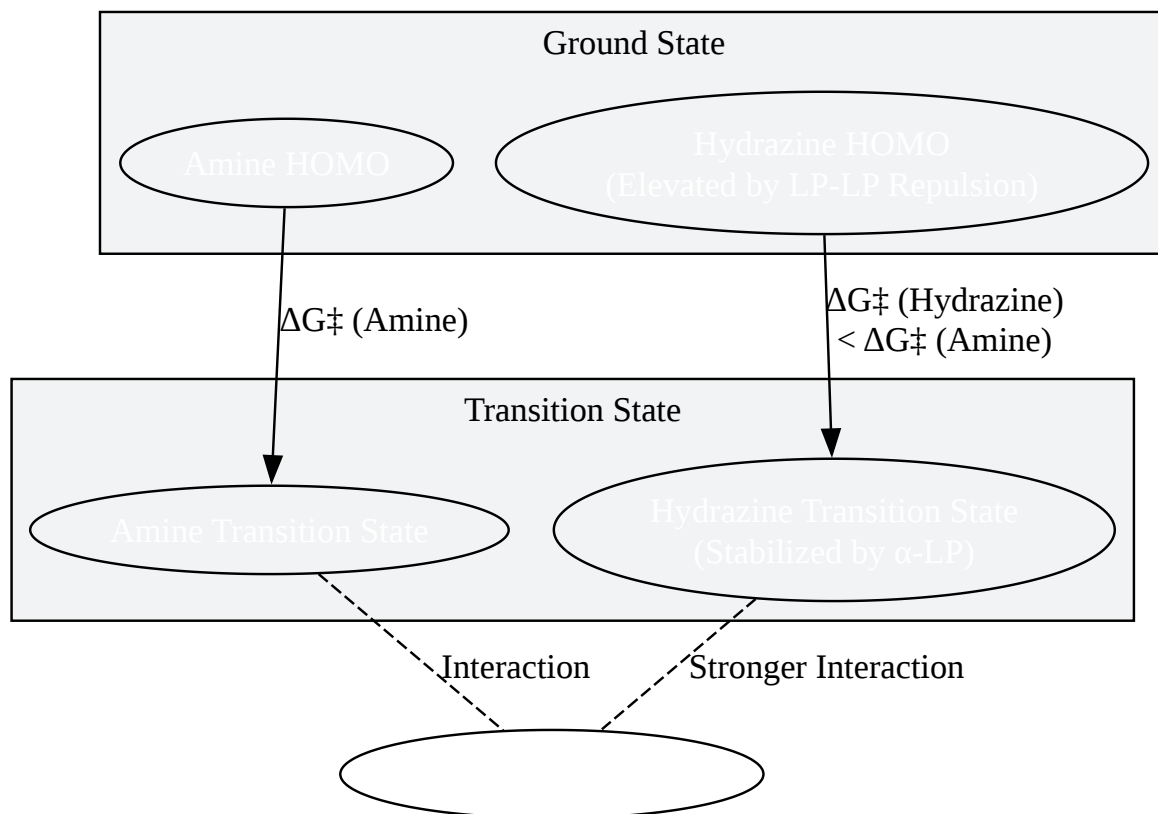 Ground State
Amine HOMO
Hydrazine HOMO
(Elevated by LP-LP Repulsion)
ΔG‡ (Amine)
ΔG‡ (Hydrazine)
< ΔG‡ (Amine)
Transition State
Amine Transition State
Hydrazine Transition State
(Stabilized by α-LP)
Interaction
Stronger Interaction